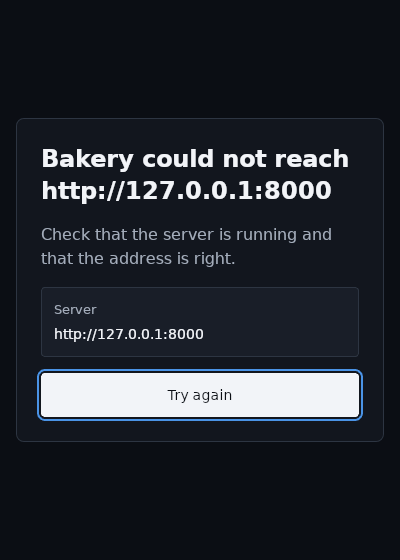 Bakery could not reach
http://127.0.0.1:8000
Check that the server is running and
that the address is right.
Server
http://127.0.0.1:8000
Try again